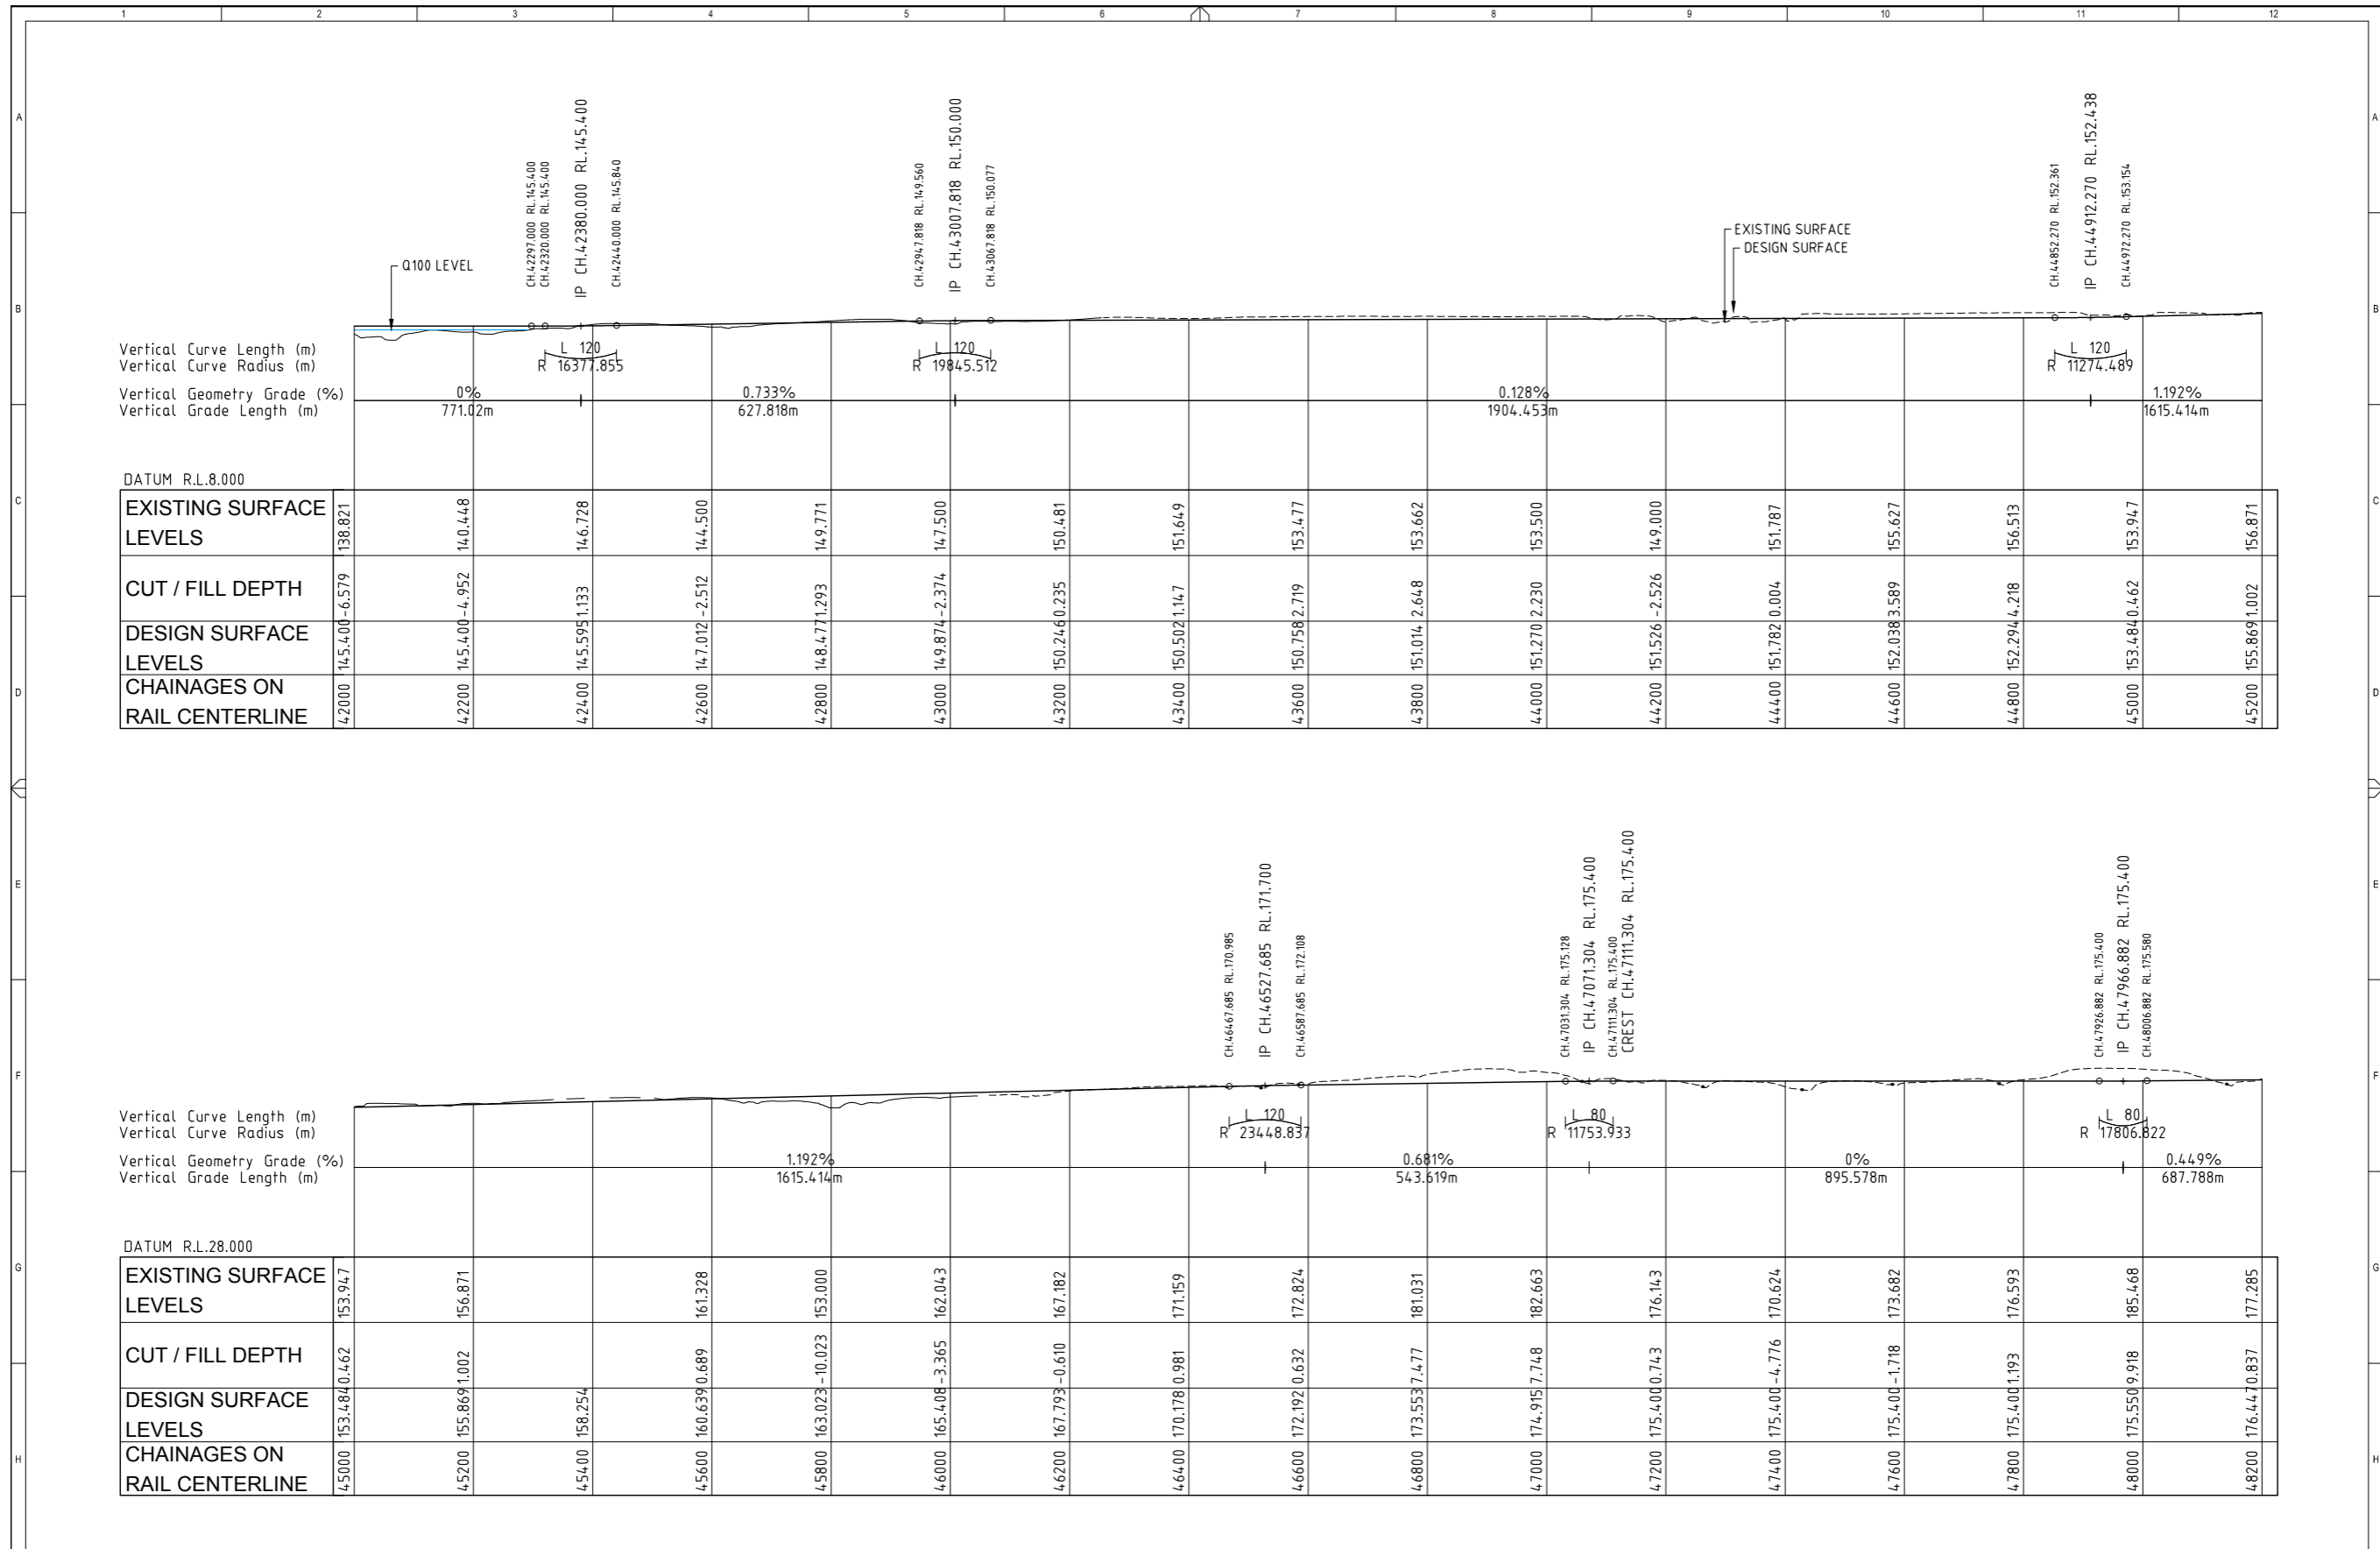 1 2 3 4 5 6 7 8 9 10 11 12
A A
CH.42297.000 RL.145.400
CH.42320.000 RL.145.400
IP CH.42380.000 RL.145.400
CH.42440.000 RL.145.840
CH.42947.818 RL.149.560
IP CH.43007.818 RL.150.000
CH.43067.818 RL.150.077
CH.44852.270 RL.152.361
IP CH.44912.270 RL.152.438
CH.44972.270 RL.153.154
Q100 LEVEL
EXISTING SURFACE
DESIGN SURFACE
B B
Vertical Curve Length (m) L 120 L 120 L 120
Vertical Curve Radius (m) R 16377.855 R 19845.512 R 11274.489
Vertical Geometry Grade (%) 0% 0.733% 0.128% 1.192%
Vertical Grade Length (m) 771.02m 627.818m 1904.453m 1615.414m
DATUM R.L.8.000
C C
EXISTING SURFACE
LEVELS
138.821 140.448 146.728 144.500 149.771 147.500 150.481 151.649 153.477 153.662 153.500 149.000 151.787 155.627 156.513 153.947 156.871
CUT / FILL DEPTH
-6.579 -4.952 1.133 -2.512 1.293 -2.374 0.235 1.147 2.719 2.648 2.230 -2.526 0.004 3.589 4.218 0.462 1.002
DESIGN SURFACE
LEVELS
145.400 145.400 145.595 147.012 148.477 149.874 150.246 150.502 150.758 151.014 151.270 151.526 151.782 152.038 152.294 153.484 155.869
D D
CHAINAGES ON
RAIL CENTERLINE
42000 42200 42400 42600 42800 43000 43200 43400 43600 43800 44000 44200 44400 44600 44800 45000 45200
E E
CH.46467.685 RL.170.985
IP CH.46527.685 RL.171.700
CH.46587.685 RL.172.108
CH.47031.304 RL.175.128
IP CH.47071.304 RL.175.400
CH.47111.304 RL.175.400
CREST CH.47111.304 RL.175.400
CH.47926.882 RL.175.400
IP CH.47966.882 RL.175.400
CH.48006.882 RL.175.580
F F
Vertical Curve Length (m) L 120 L 80 L 80
Vertical Curve Radius (m) R 23448.837 R 11753.933 R 17806.822
Vertical Geometry Grade (%) 1.192% 0.681% 0% 0.449%
Vertical Grade Length (m) 1615.414m 543.619m 895.578m 687.788m
DATUM R.L.28.000
G G
EXISTING SURFACE
LEVELS
153.947 156.871 161.328 153.000 162.043 167.182 171.159 172.824 181.031 182.663 176.143 170.624 173.682 176.593 185.468 177.285
CUT / FILL DEPTH
0.462 1.002 0.689 -10.023 -3.365 -0.610 0.981 0.632 7.477 7.748 0.743 -4.776 -1.718 1.193 9.918 0.837
DESIGN SURFACE
LEVELS
153.484 155.869 158.254 160.639 163.023 165.408 167.793 170.178 172.192 173.553 174.915 175.400 175.400 175.400 175.400 175.550 176.447
H H
CHAINAGES ON
RAIL CENTERLINE
45000 45200 45400 45600 45800 46000 46200 46400 46600 46800 47000 47200 47400 47600 47800 48000 48200